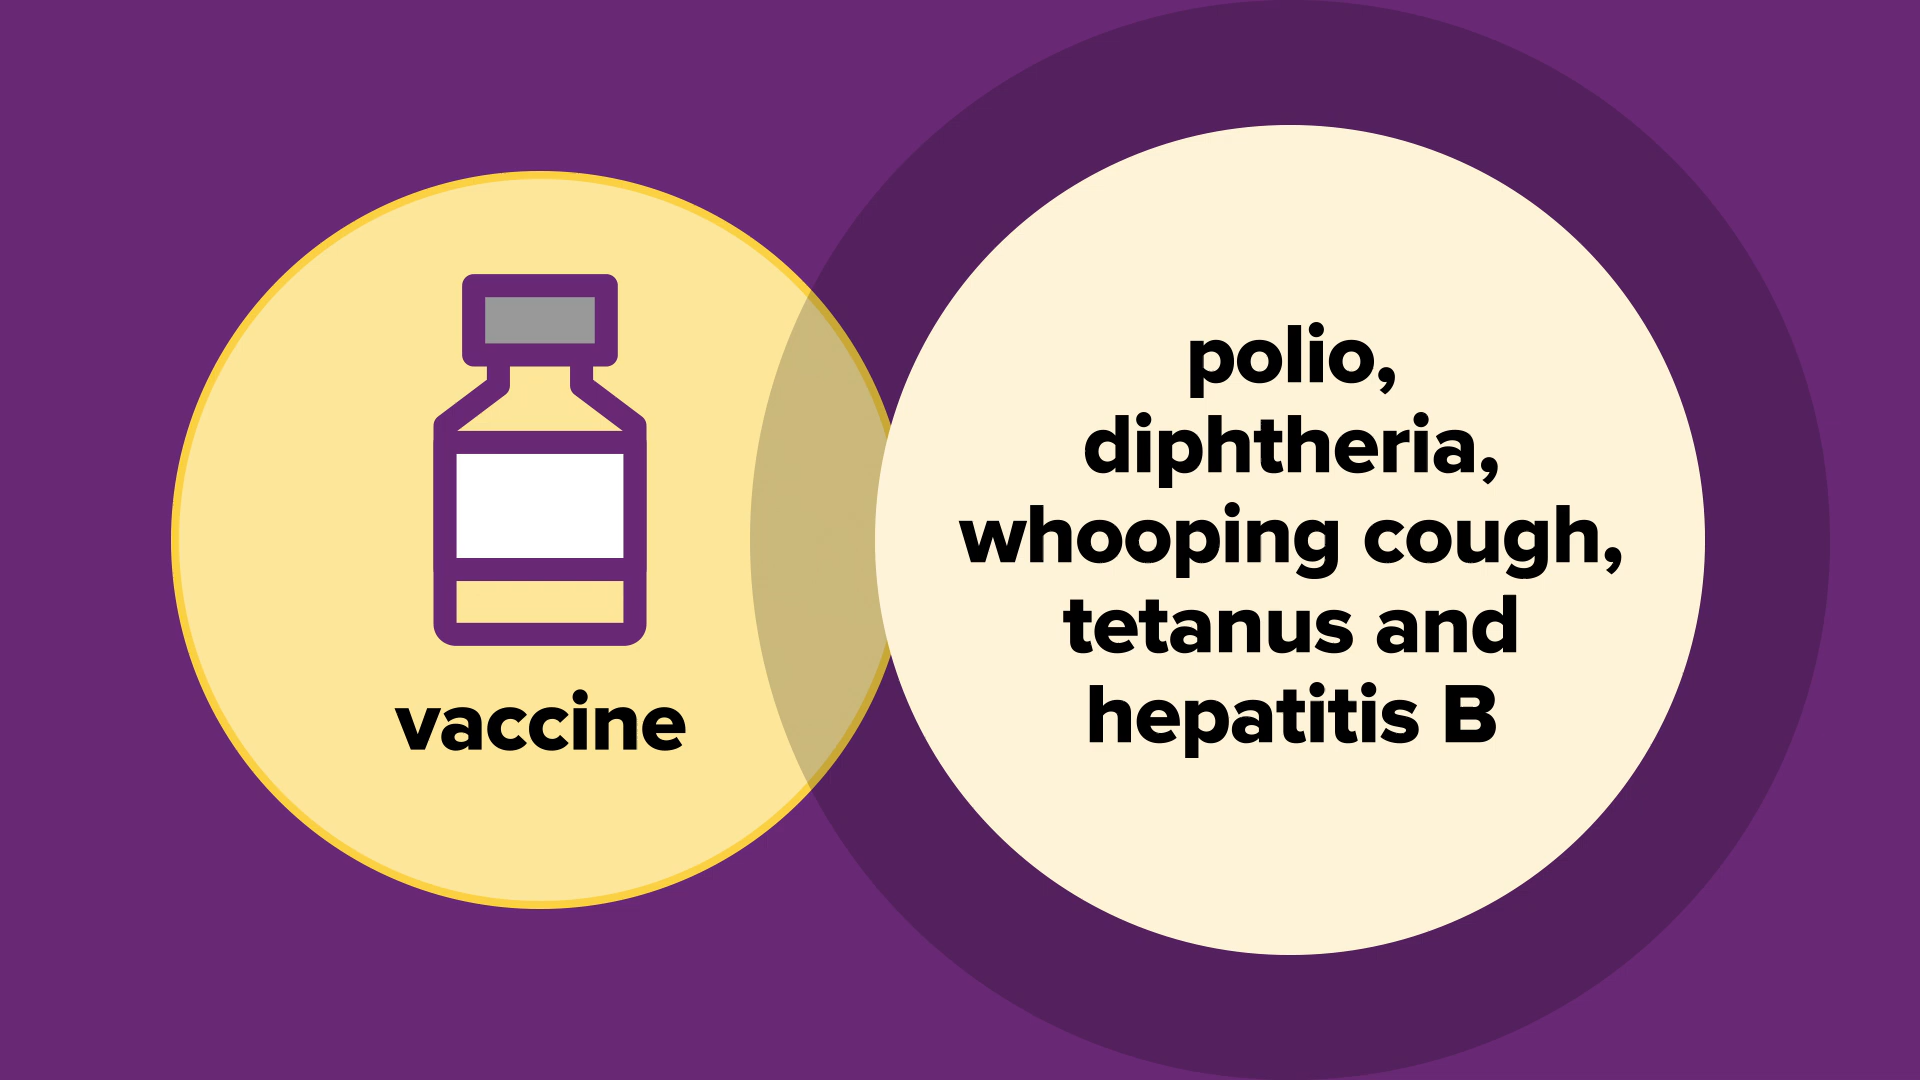 vaccine
polio,
diphtheria,
whooping cough,
tetanus and
hepatitis B